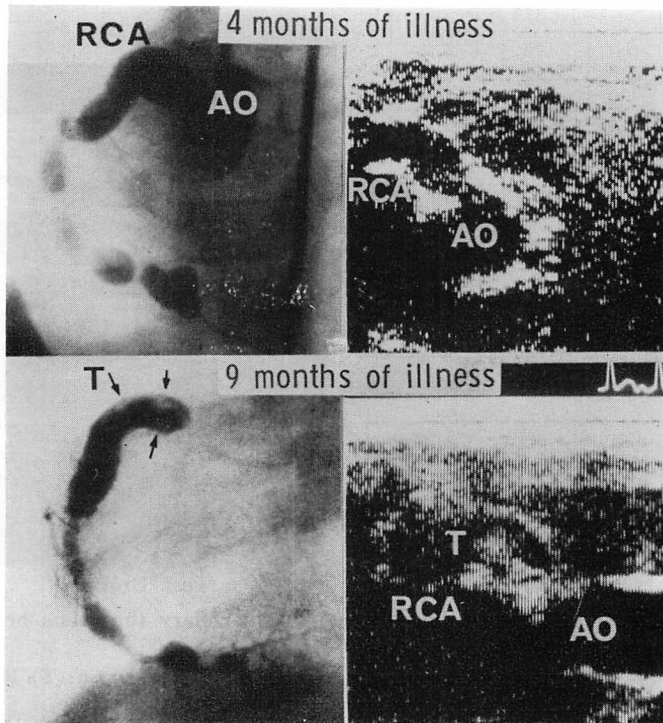 4 months of illness
RCA
AO
RCA
AO
9 months of illness
T
T
RCA
AO